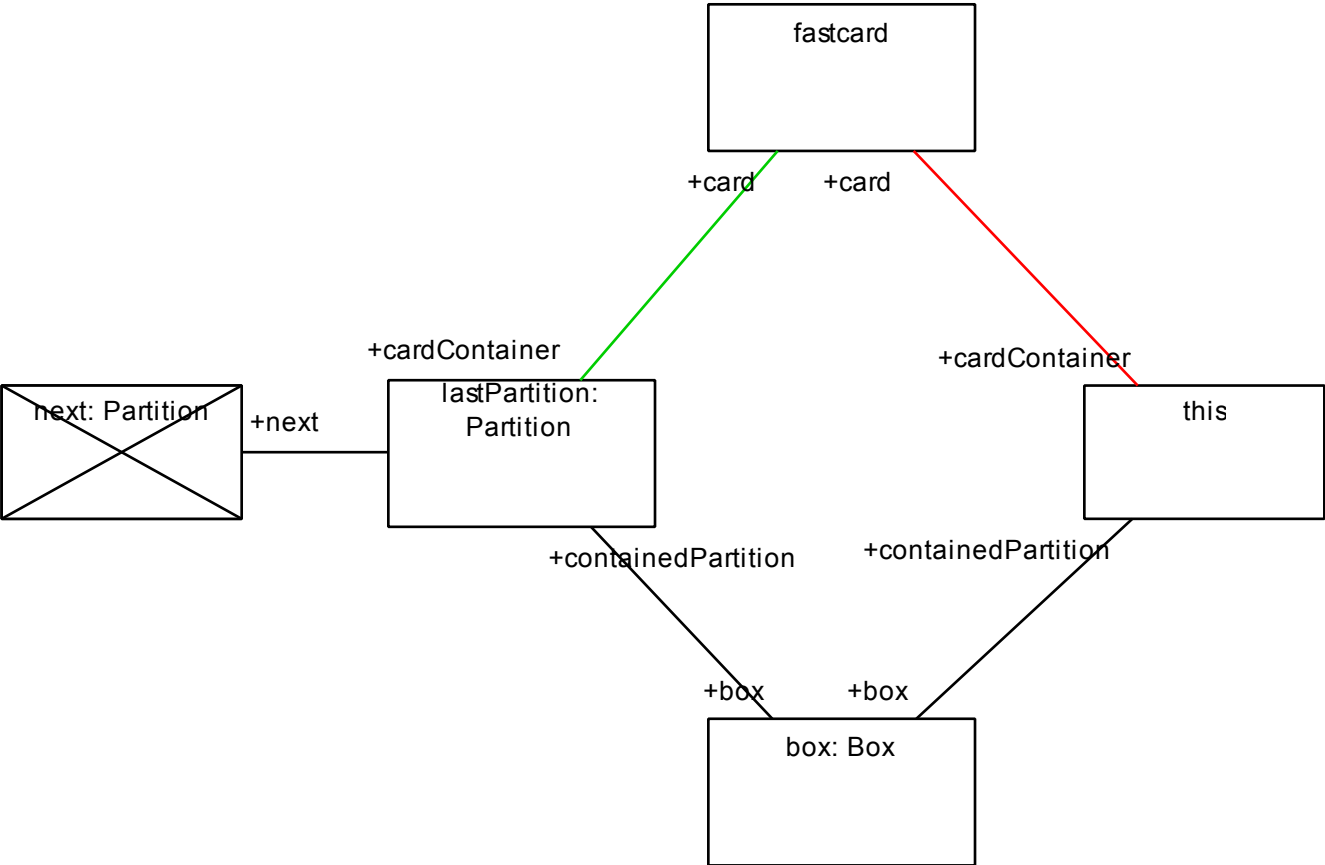 fastcard
+card
+card
+cardContainer
+cardContainer
lastPartition:
Partition
next: Partition
+next
this
+containedPartition
+containedPartition
+box
+box
box: Box